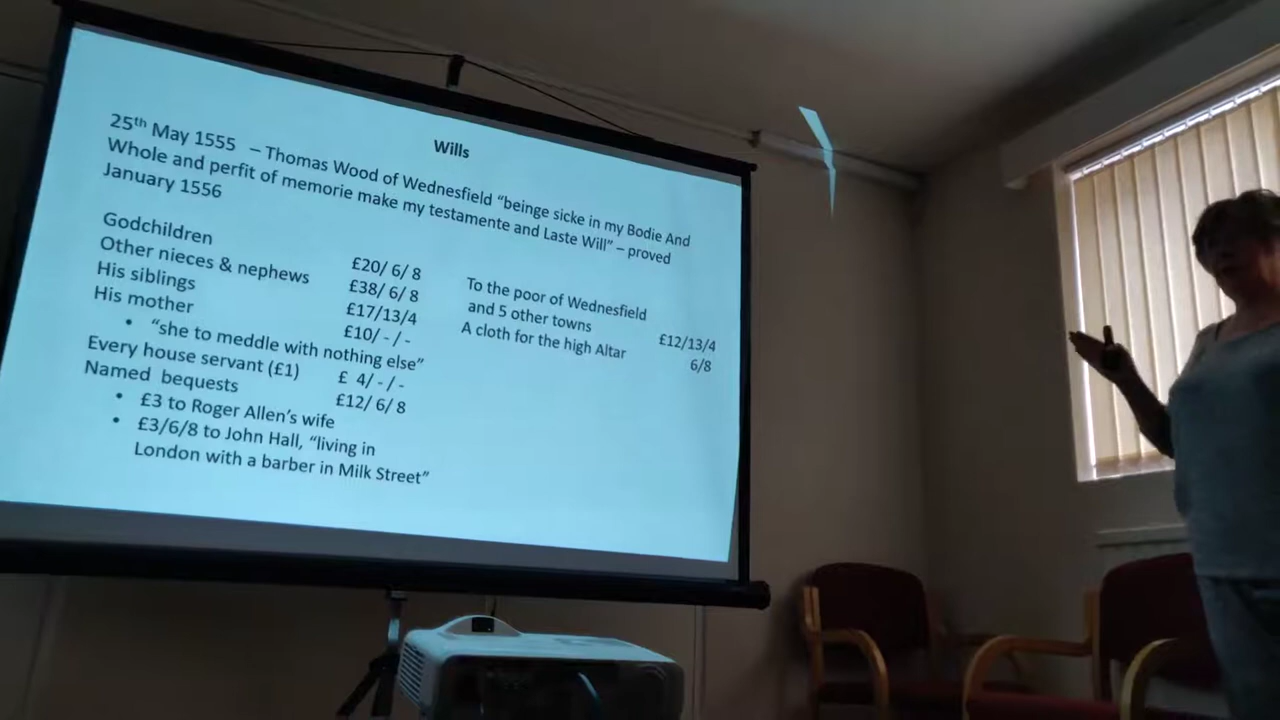 Wills
25th May 1555 – Thomas Wood of Wednesfield “beinge sicke in my Bodie And
Whole and perfit of memorie make my testamente and Laste Will” – proved
January 1556
Godchildren £20/ 6/ 8
Other nieces & nephews £38/ 6/ 8
His siblings £17/13/4
His mother £10/ - / -
• “she to meddle with nothing else”
Every house servant (£1) £ 4/ - / -
Named bequests £12/ 6/ 8
• £3 to Roger Allen’s wife
• £3/6/8 to John Hall, “living in
London with a barber in Milk Street”
To the poor of Wednesfield
and 5 other towns £12/13/4
A cloth for the high Altar 6/8